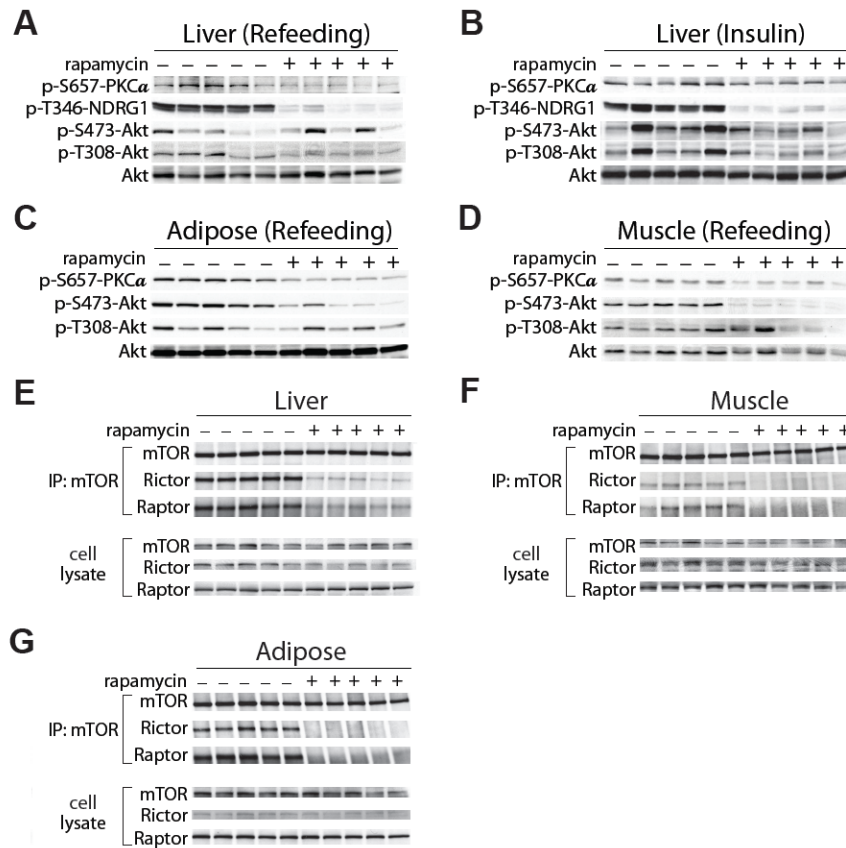 A
Liver (Refeeding)
rapamycin – – – – – + + + + +
p-S657-PKCα
p-T346-NDRG1
p-S473-Akt
p-T308-Akt
Akt
B
Liver (Insulin)
rapamycin – – – – – + + + + +
p-S657-PKCα
p-T346-NDRG1
p-S473-Akt
p-T308-Akt
Akt
C
Adipose (Refeeding)
rapamycin – – – – – + + + + +
p-S657-PKCα
p-S473-Akt
p-T308-Akt
Akt
D
Muscle (Refeeding)
rapamycin – – – – – + + + + +
p-S657-PKCα
p-S473-Akt
p-T308-Akt
Akt
E
Liver
rapamycin – – – – – + + + + +
IP: mTOR
mTOR
Rictor
Raptor
cell
lysate
mTOR
Rictor
Raptor
F
Muscle
rapamycin – – – – – + + + + +
IP: mTOR
mTOR
Rictor
Raptor
cell
lysate
mTOR
Rictor
Raptor
G
Adipose
rapamycin – – – – – + + + + +
IP: mTOR
mTOR
Rictor
Raptor
cell
lysate
mTOR
Rictor
Raptor